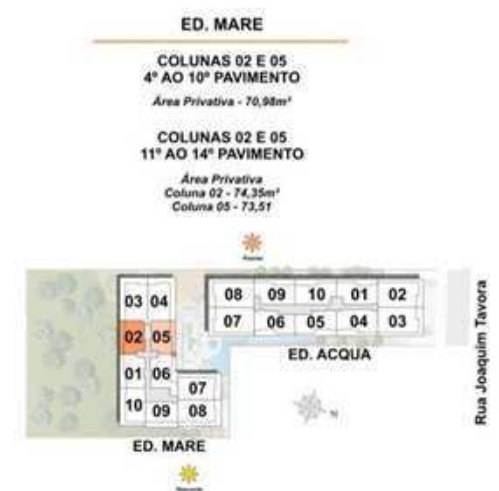 ED. MARE
COLUNAS 02 E 05
4º AO 10º PAVIMENTO
Área Privativa - 70,98m²
COLUNAS 02 E 05
11º AO 14º PAVIMENTO
Área Privativa
Coluna 02 - 74,35m²
Coluna 05 - 73,51
03 04
02 05
01 06
07
10 09 08
ED. MARE
08 09 10 01 02
07 06 05 04 03
ED. ACQUA
N
Rua Joaquim Tavora